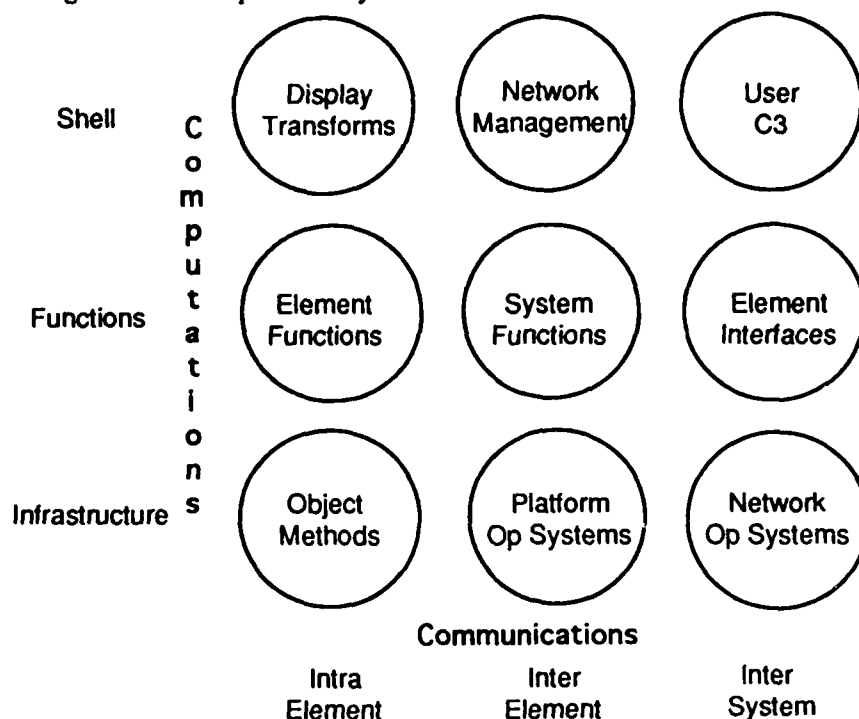 Shell
Display
Transforms
Network
Management
User
C3
Computations
Functions
Element
Functions
System
Functions
Element
Interfaces
Infrastructure
Object
Methods
Platform
Op Systems
Network
Op Systems
Communications
Intra
Element
Inter
Element
Inter
System